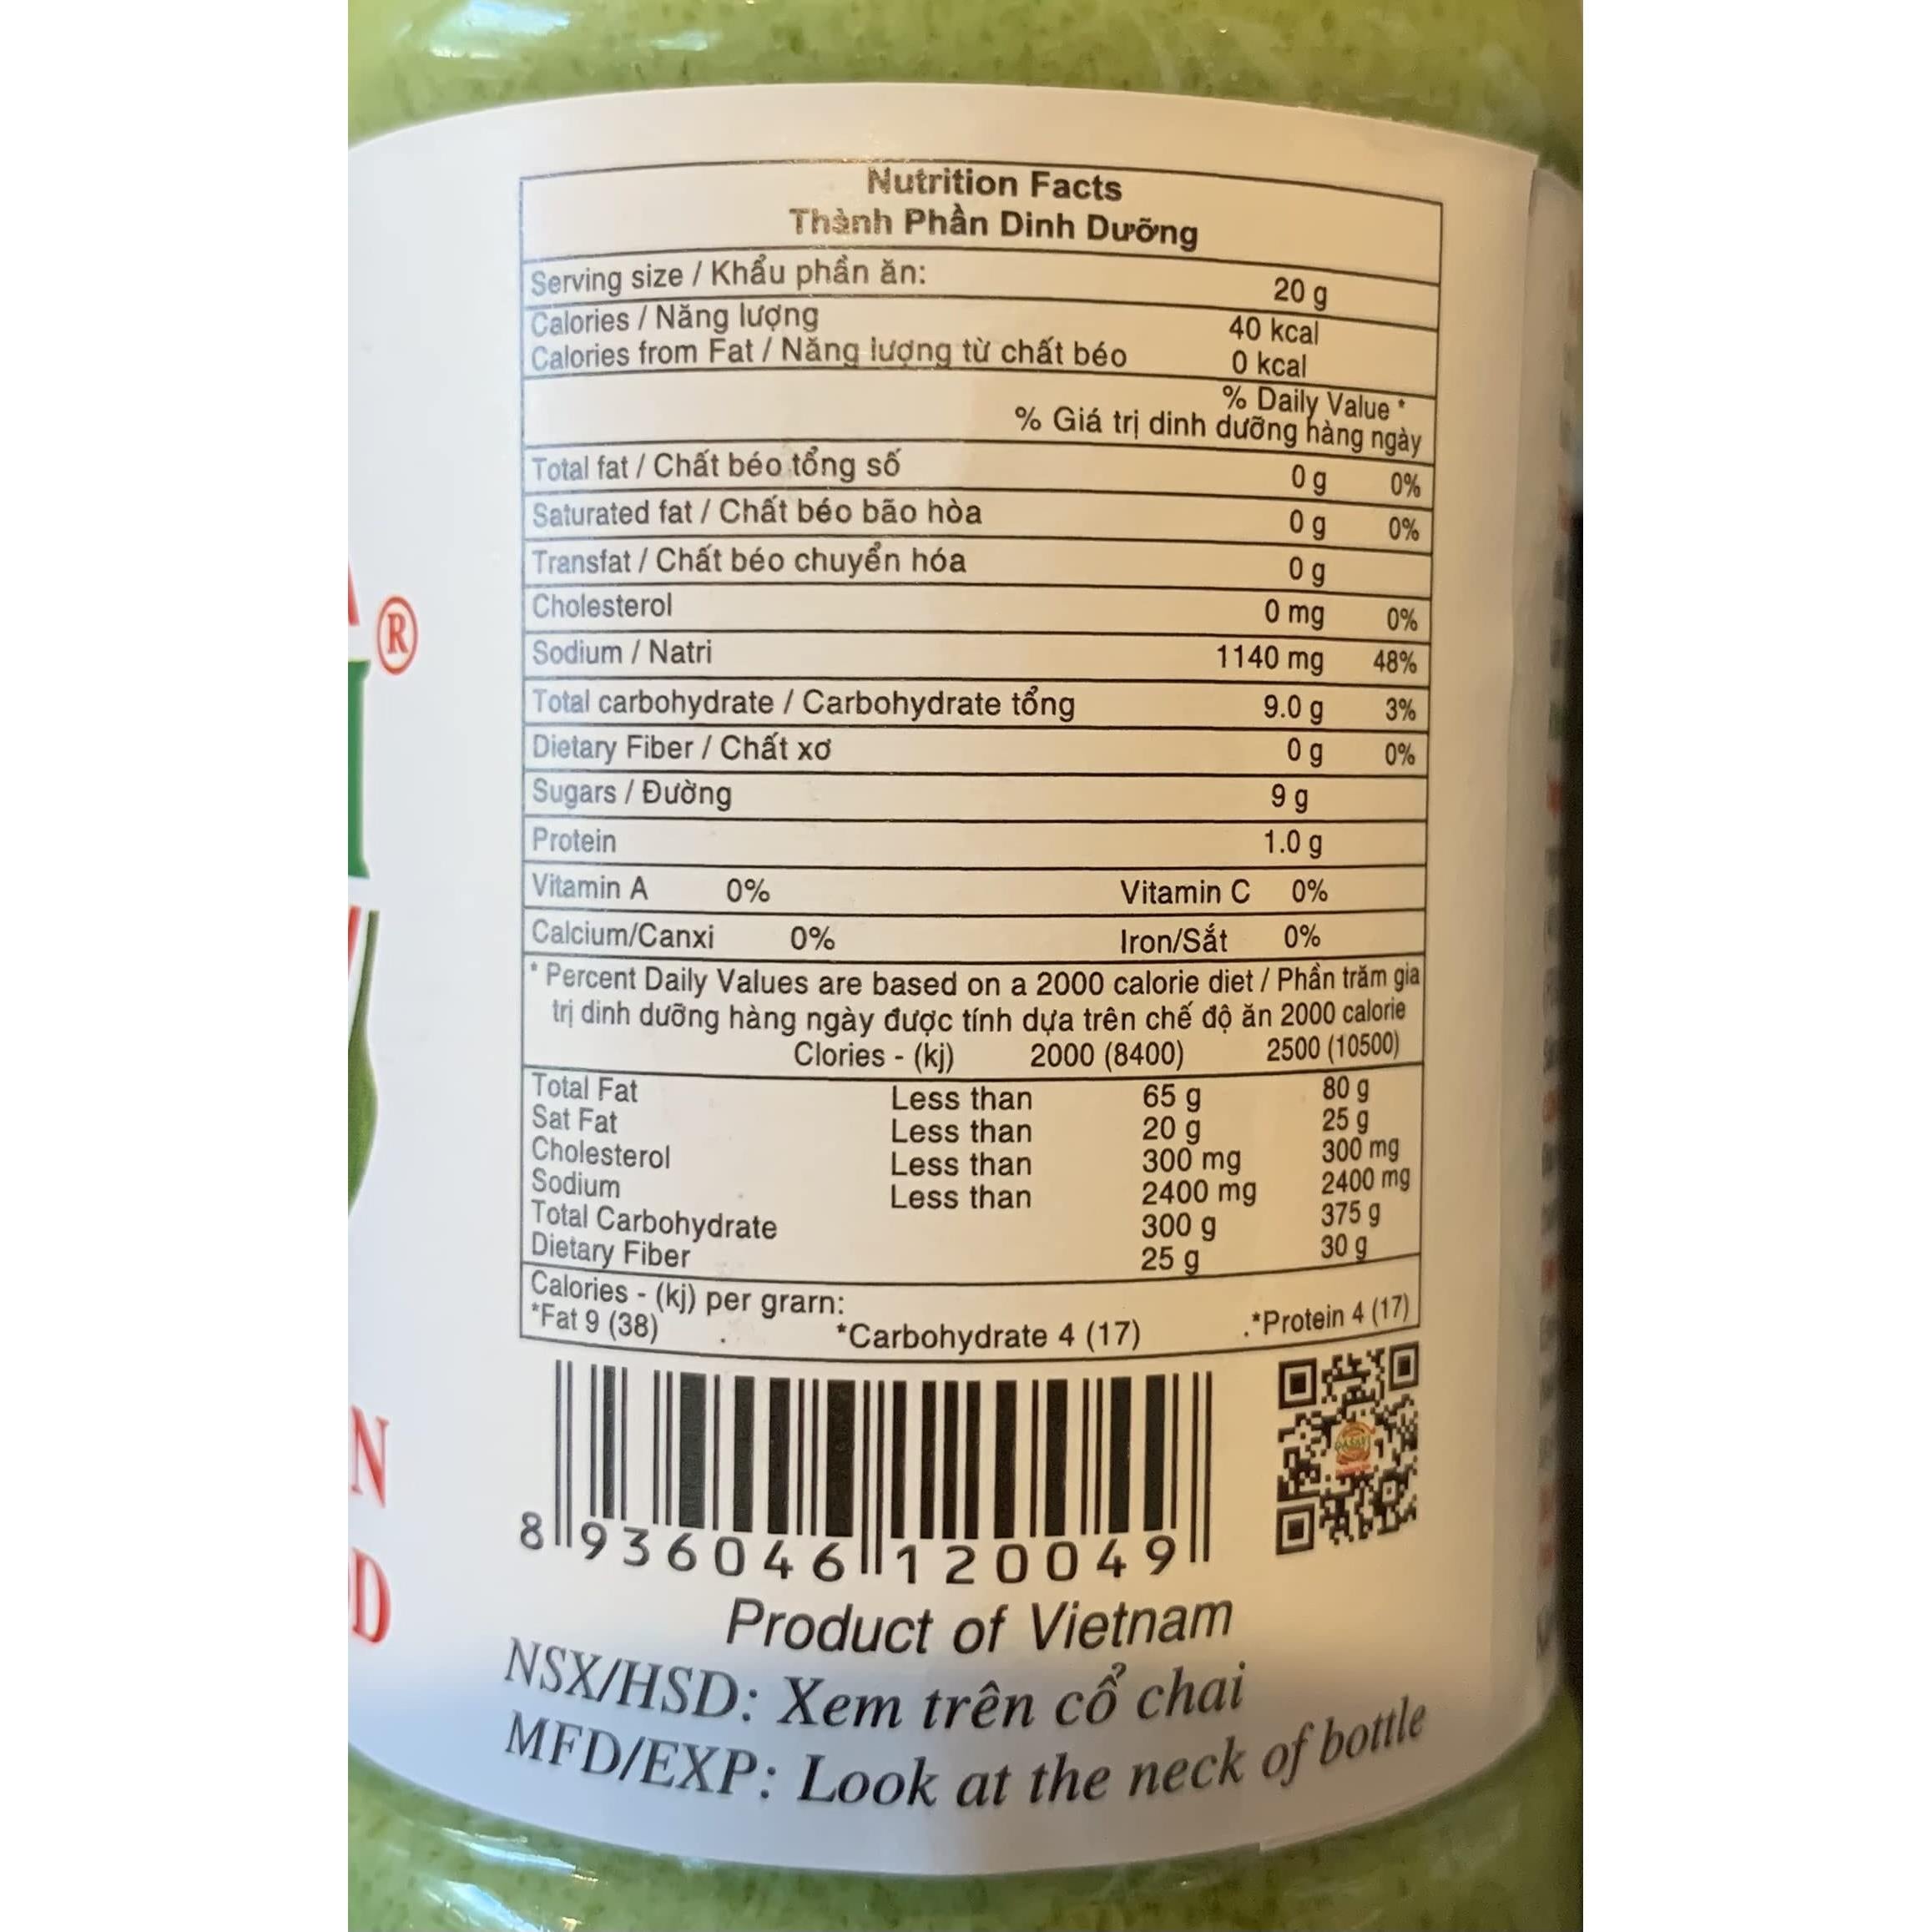 Nutrition Facts
Thành Phần Dinh Dưỡng
Serving size / Khẩu phần ăn: 20 g
Calories / Năng lượng 40 kcal
Calories from Fat / Năng lượng từ chất béo 0 kcal
% Daily Value *
% Giá trị dinh dưỡng hàng ngày
Total fat / Chất béo tổng số 0 g 0%
Saturated fat / Chất béo bão hòa 0 g 0%
Transfat / Chất béo chuyển hóa 0 g
Cholesterol 0 mg 0%
Sodium / Natri 1140 mg 48%
Total carbohydrate / Carbohydrate tổng 9.0 g 3%
Dietary Fiber / Chất xơ 0 g 0%
Sugars / Đường 9 g
Protein 1.0 g
Vitamin A 0% Vitamin C 0%
Calcium/Canxi 0% Iron/Sắt 0%
* Percent Daily Values are based on a 2000 calorie diet / Phần trăm gia
trị dinh dưỡng hàng ngày được tính dựa trên chế độ ăn 2000 calorie
Clories - (kj) 2000 (8400) 2500 (10500)
Total Fat Less than 65 g 80 g
Sat Fat Less than 20 g 25 g
Cholesterol Less than 300 mg 300 mg
Sodium Less than 2400 mg 2400 mg
Total Carbohydrate 300 g 375 g
Dietary Fiber 25 g 30 g
Calories - (kj) per grarn:
*Fat 9 (38) *Carbohydrate 4 (17) *Protein 4 (17)
8 936046 120049
Product of Vietnam
NSX/HSD: Xem trên cổ chai
MFD/EXP: Look at the neck of bottle
®
N
D